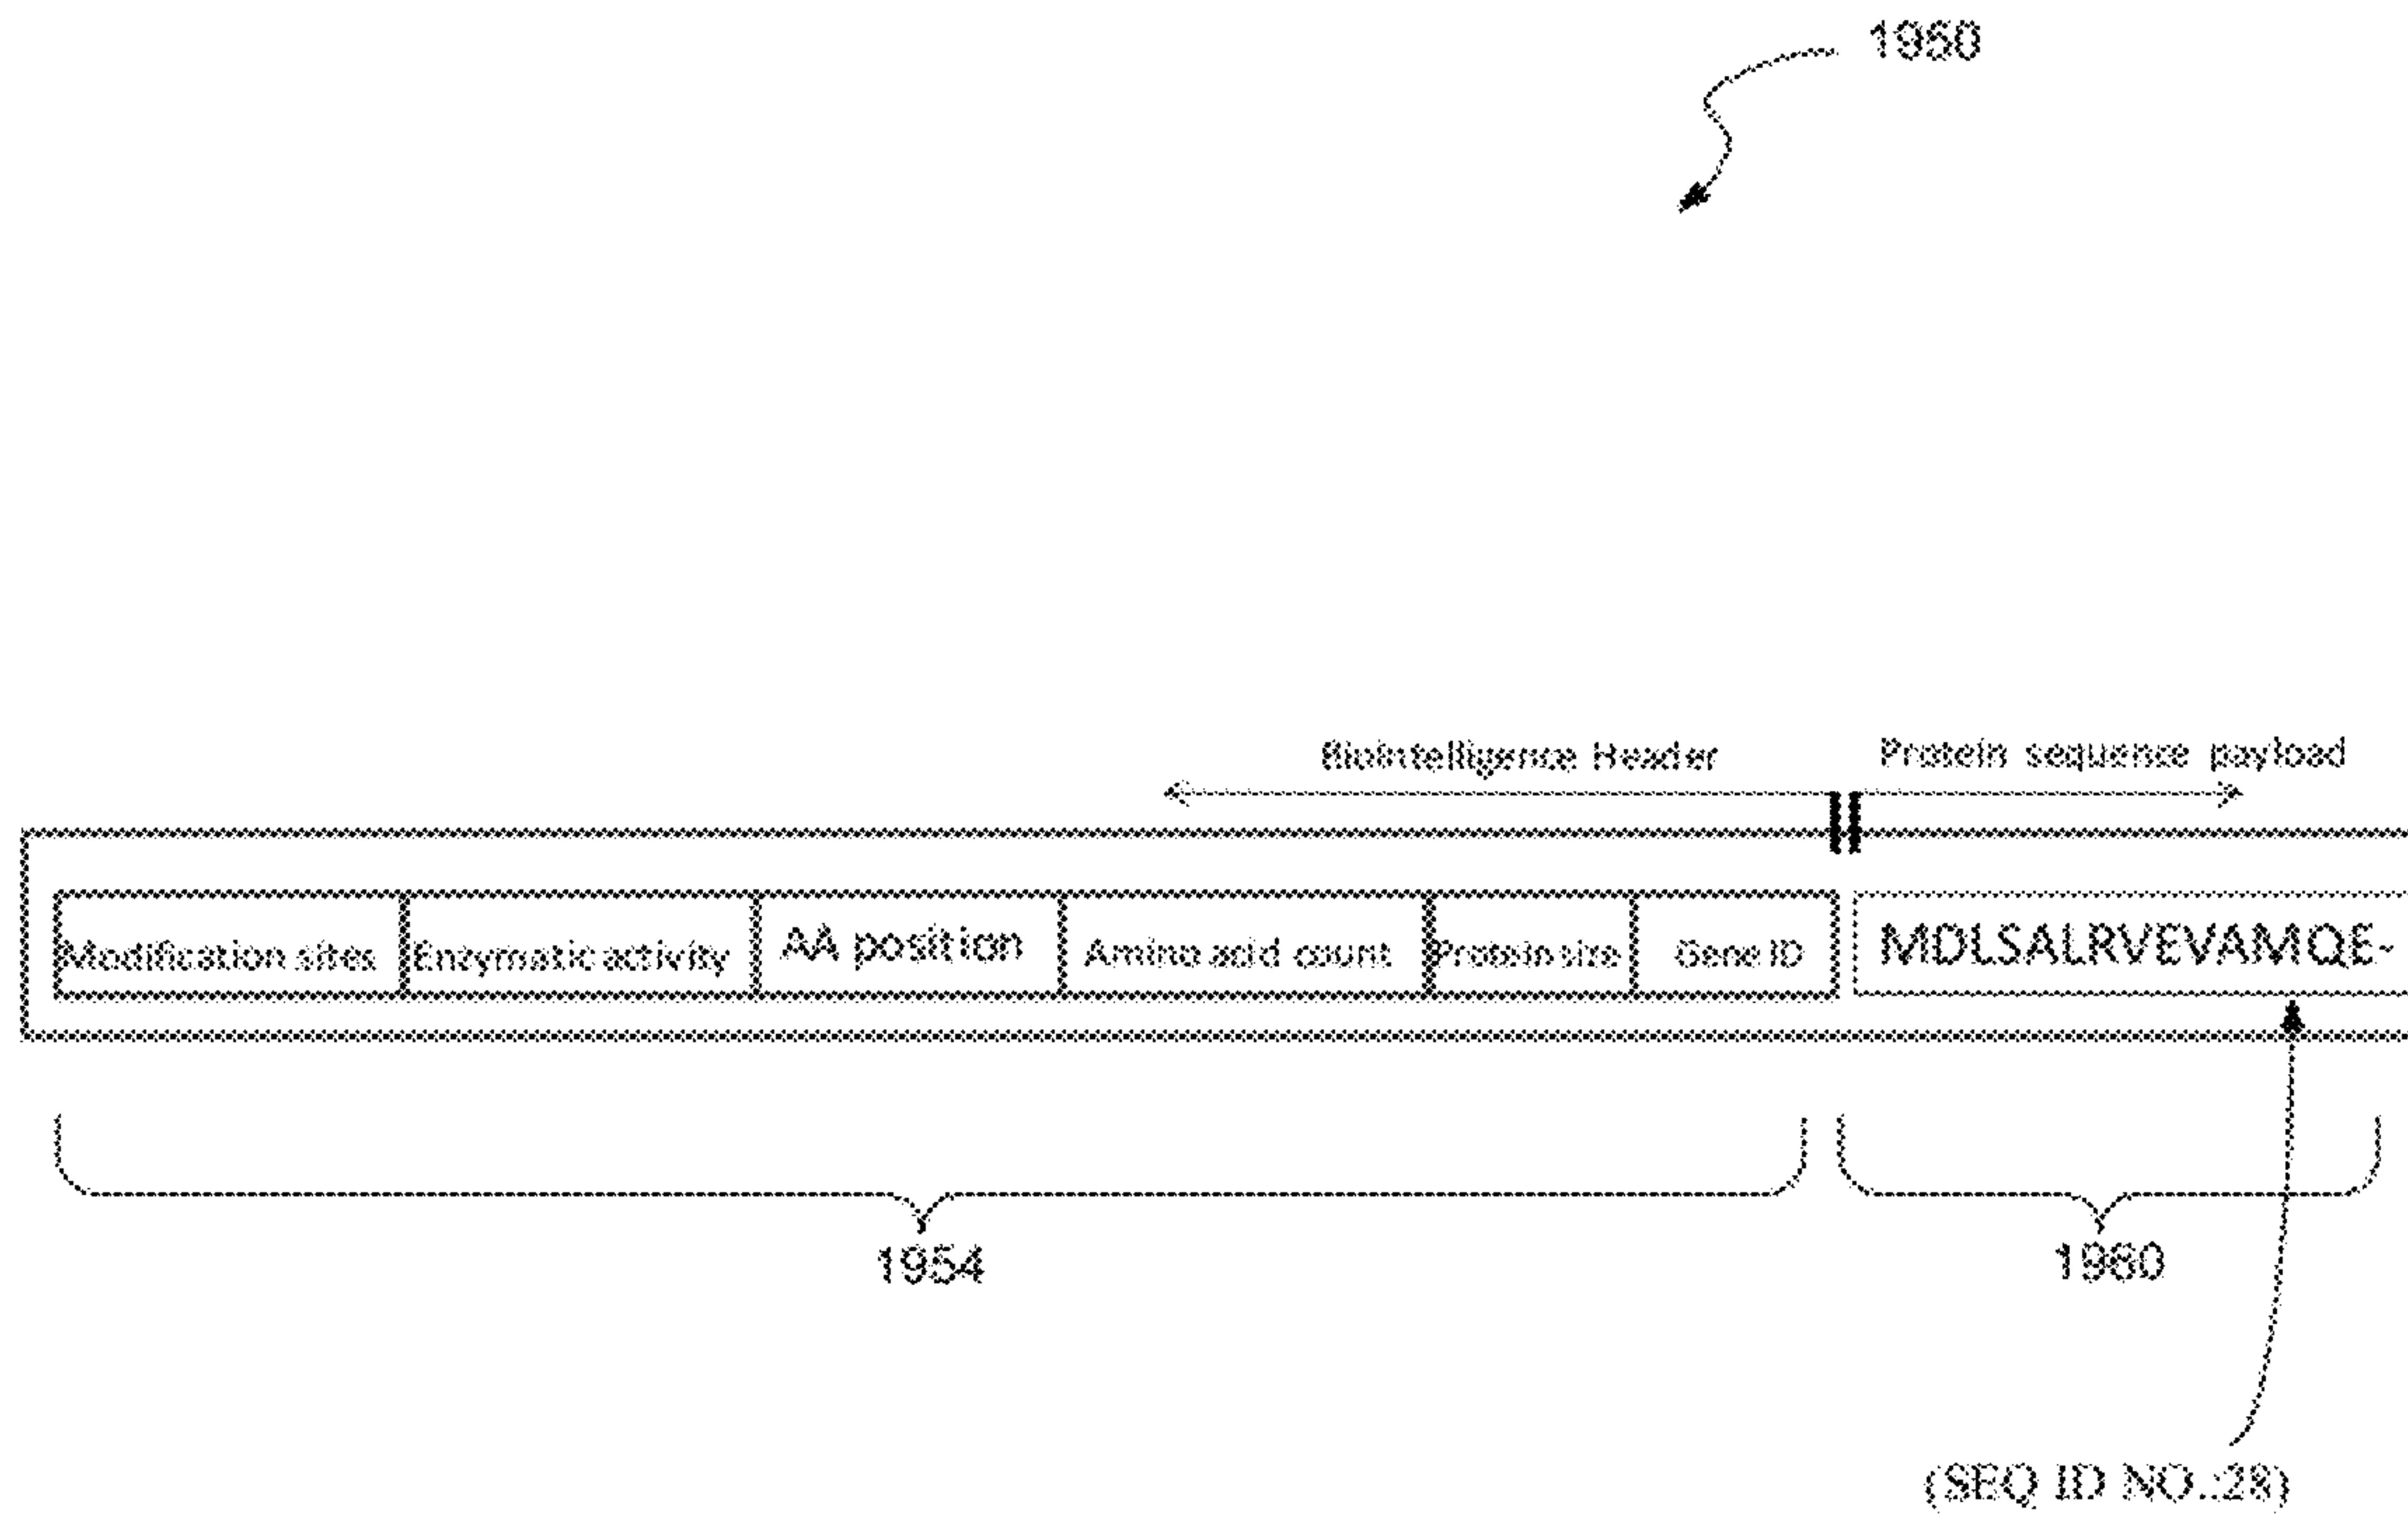 1950
BioIntelligence Header
Protein sequence payload
Modification sites
Enzymatic activity
AA position
Amino acid count
Protein size
Gene ID
MDLSALRVEVAMQE-
1954
1960
(SEQ ID NO.:28)